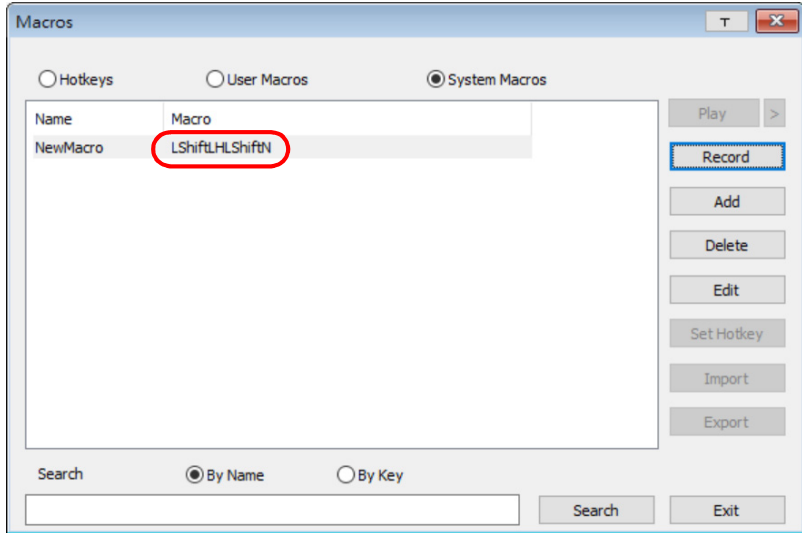 Macros
T
Hotkeys User Macros System Macros
Name Macro
NewMacro LShiftLHLShiftN
Play >
Record
Add
Delete
Edit
Set Hotkey
Import
Export
Search By Name By Key
Search Exit